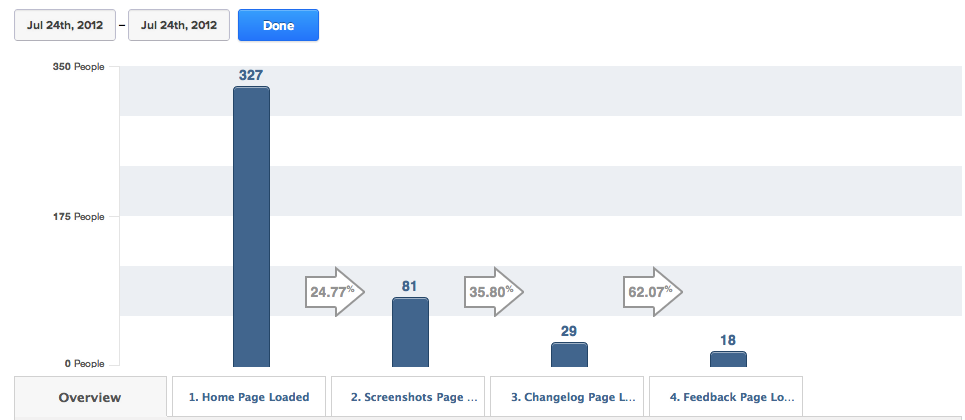 Jul 24th, 2012 – Jul 24th, 2012 Done
350 People
327
175 People
24.77%
81
35.80%
29
62.07%
18
0 People
Overview
1. Home Page Loaded
2. Screenshots Page ...
3. Changelog Page L...
4. Feedback Page Lo...